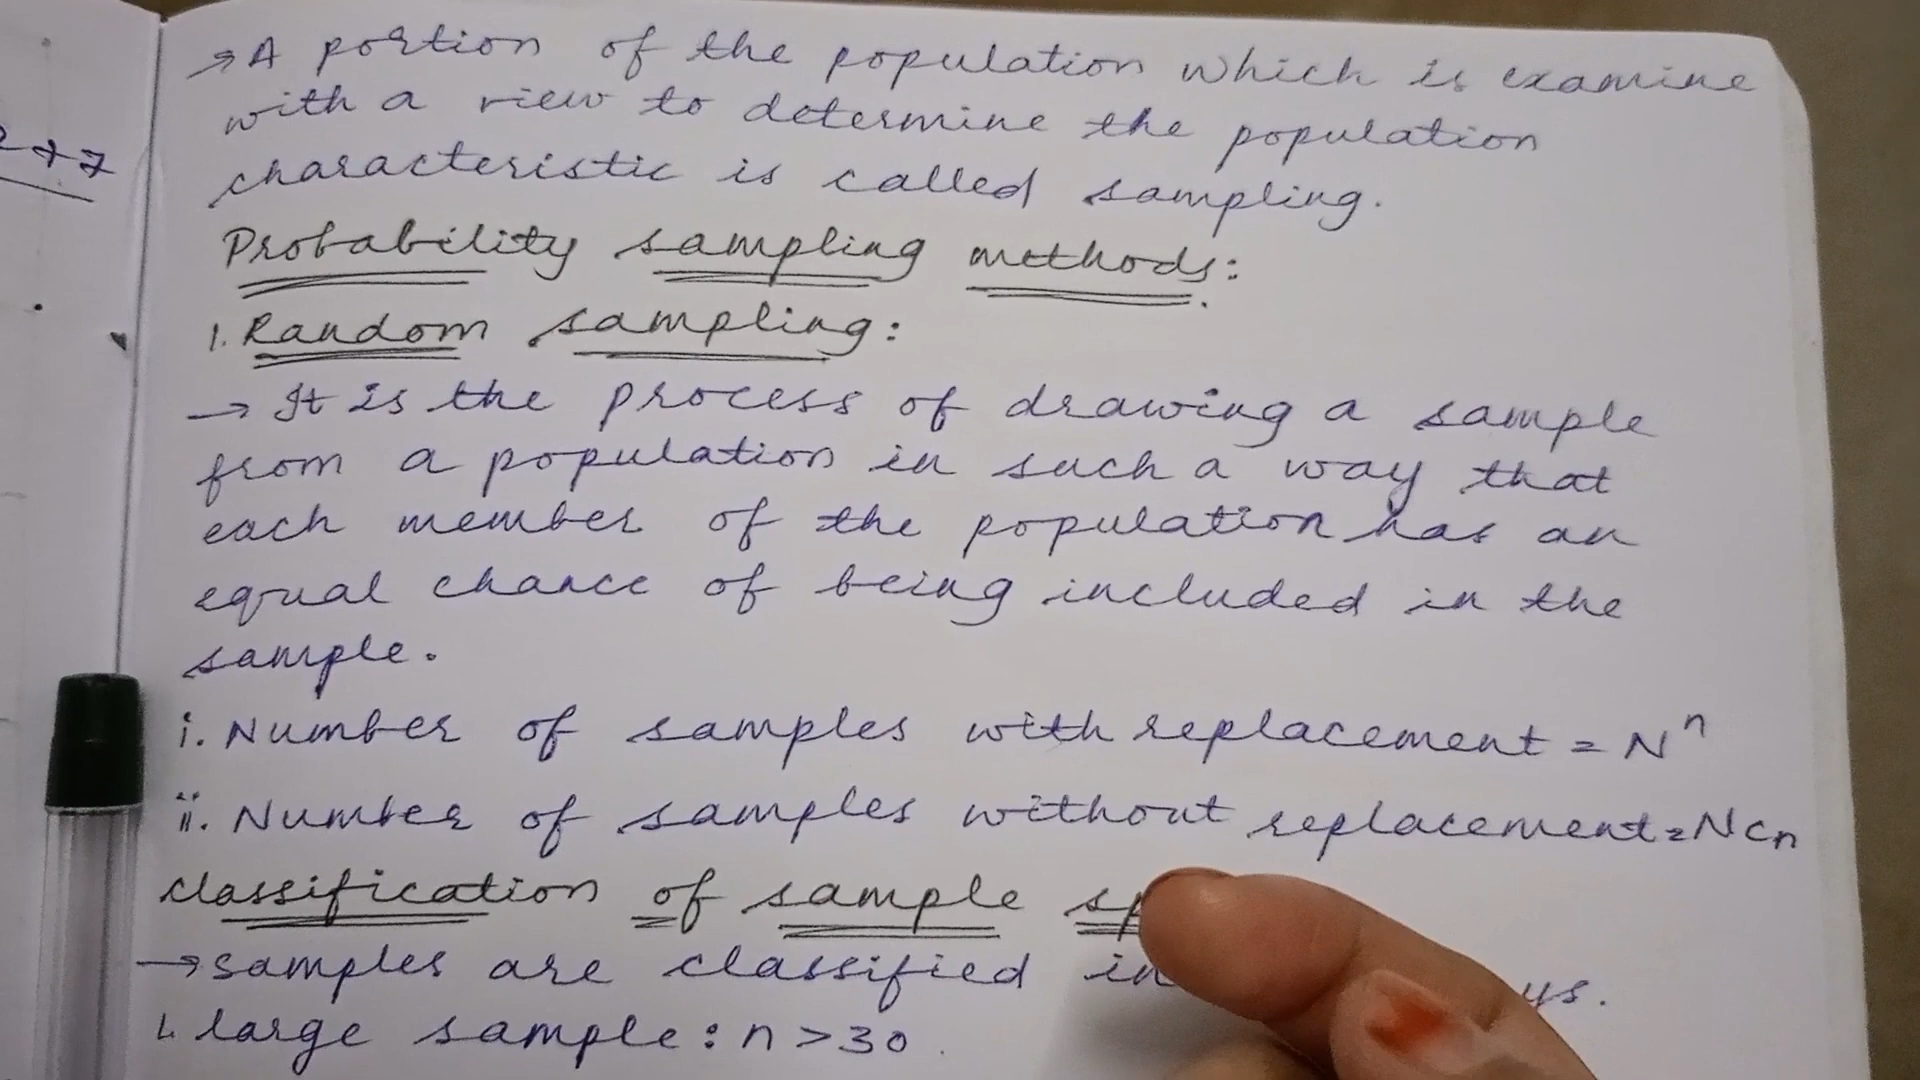 → A portion of the population which is examine
with a view to determine the population
characteristic is called sampling.
Probability sampling methods:
1. Random sampling:
→ It is the process of drawing a sample
from a population in such a way that
each member of the population has an
equal chance of being included in the
sample.
i. Number of samples with replacement = Nⁿ
ii. Number of samples without replacement = Ncn
classification of sample
→ samples are classified
1. large sample: n > 30